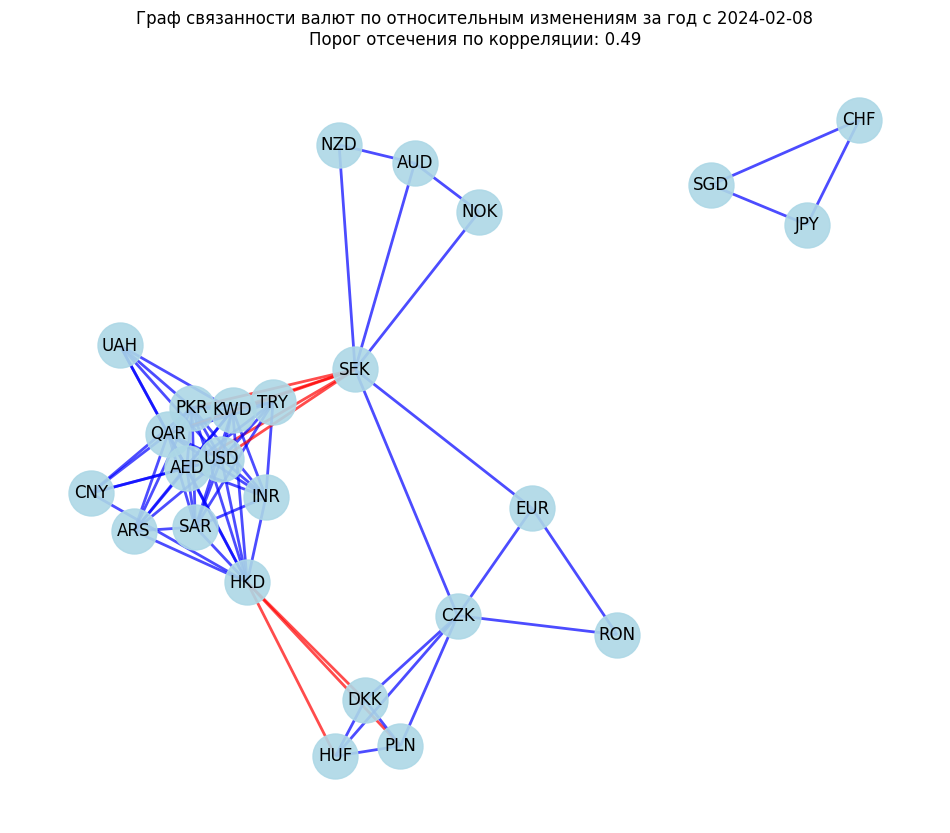 Граф связанности валют по относительным изменениям за год с 2024-02-08
Порог отсечения по корреляции: 0.49
CHF
NZD
AUD
SGD
NOK
JPY
UAH
SEK
TRY
PKR
KWD
QAR
USD
AED
CNY
INR
EUR
SAR
ARS
HKD
CZK
RON
DKK
PLN
HUF